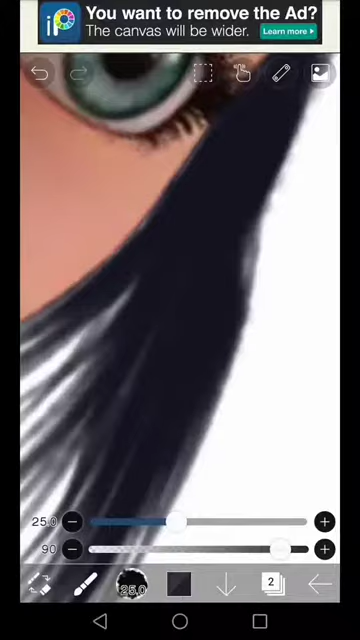 You want to remove the Ad?
The canvas will be wider.
Learn more
iP
25.0
90
25.0
2